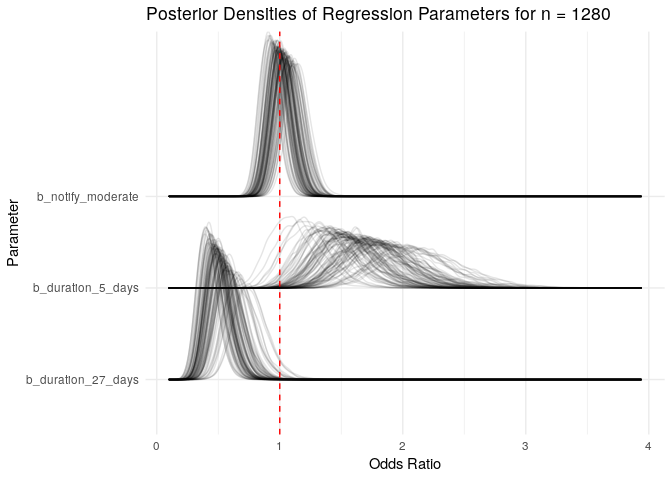 Posterior Densities of Regression Parameters for n = 1280
Parameter
b_notify_moderate
b_duration_5_days
b_duration_27_days
0 1 2 3 4
Odds Ratio